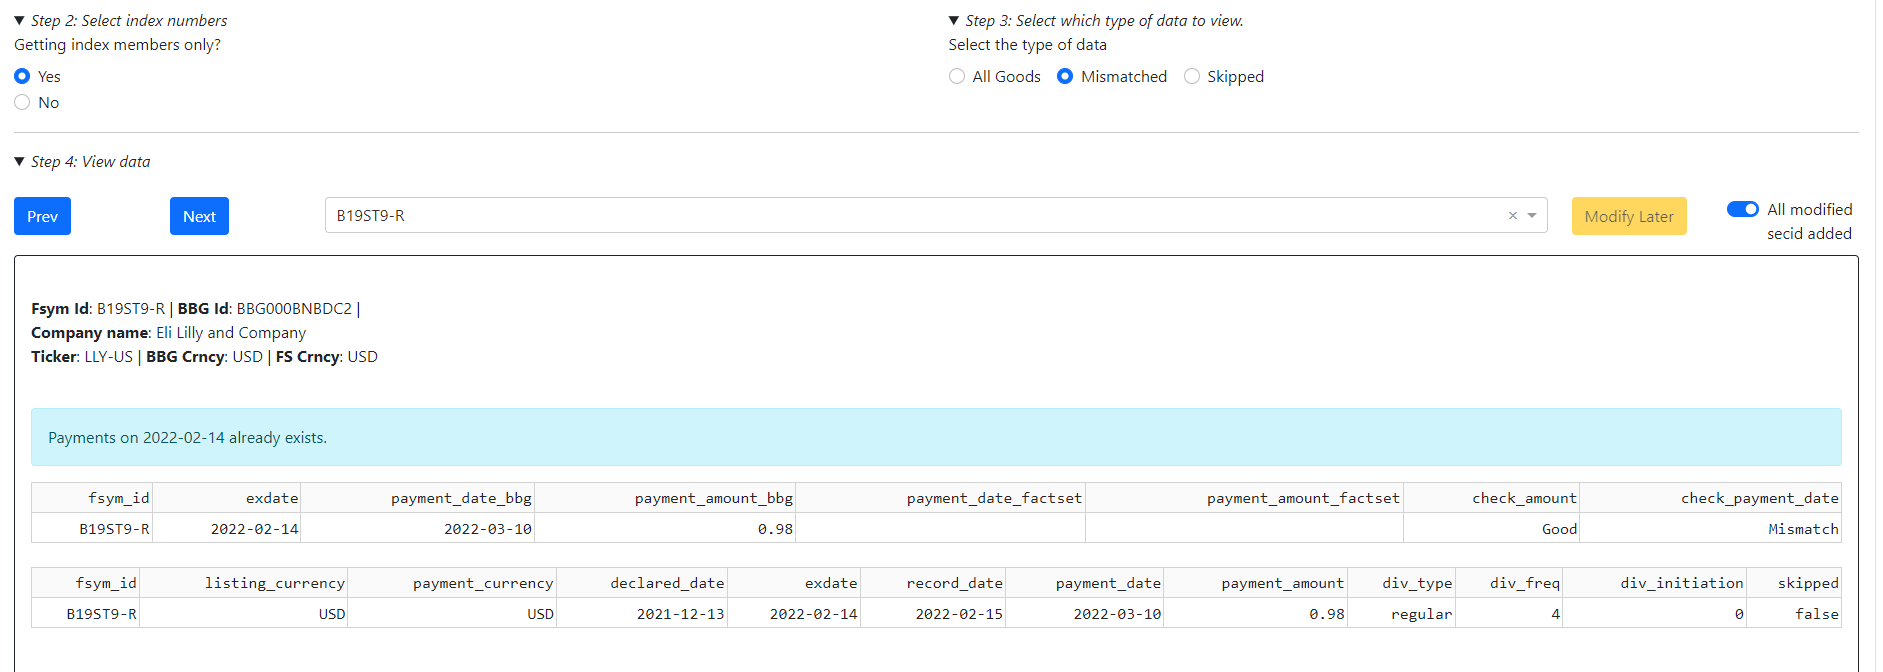 ▼ Step 2: Select index numbers
Getting index members only?
Yes
No
▼ Step 3: Select which type of data to view.
Select the type of data
All Goods Mismatched Skipped
▼ Step 4: View data
Prev Next B19ST9-R × Modify Later All modified
secid added
Fsym Id: B19ST9-R | BBG Id: BBG000BNBDC2 |
Company name: Eli Lilly and Company
Ticker: LLY-US | BBG Crncy: USD | FS Crncy: USD
Payments on 2022-02-14 already exists.
fsym_id exdate payment_date_bbg payment_amount_bbg payment_date_factset payment_amount_factset check_amount check_payment_date
B19ST9-R 2022-02-14 2022-03-10 0.98 Good Mismatch
fsym_id listing_currency payment_currency declared_date exdate record_date payment_date payment_amount div_type div_freq div_initiation skipped
B19ST9-R USD USD 2021-12-13 2022-02-14 2022-02-15 2022-03-10 0.98 regular 4 0 false